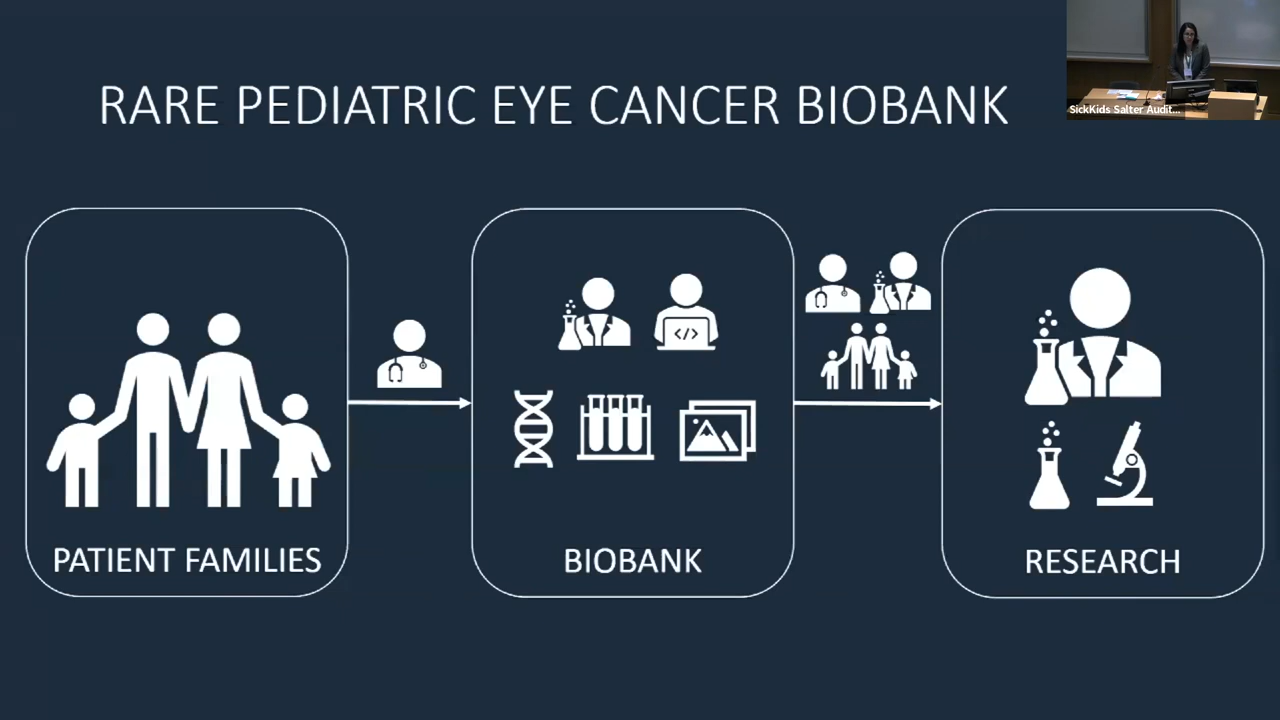 RARE PEDIATRIC EYE CANCER BIOBANK
SickKids Salter Audit...
</>
PATIENT FAMILIES
BIOBANK
RESEARCH